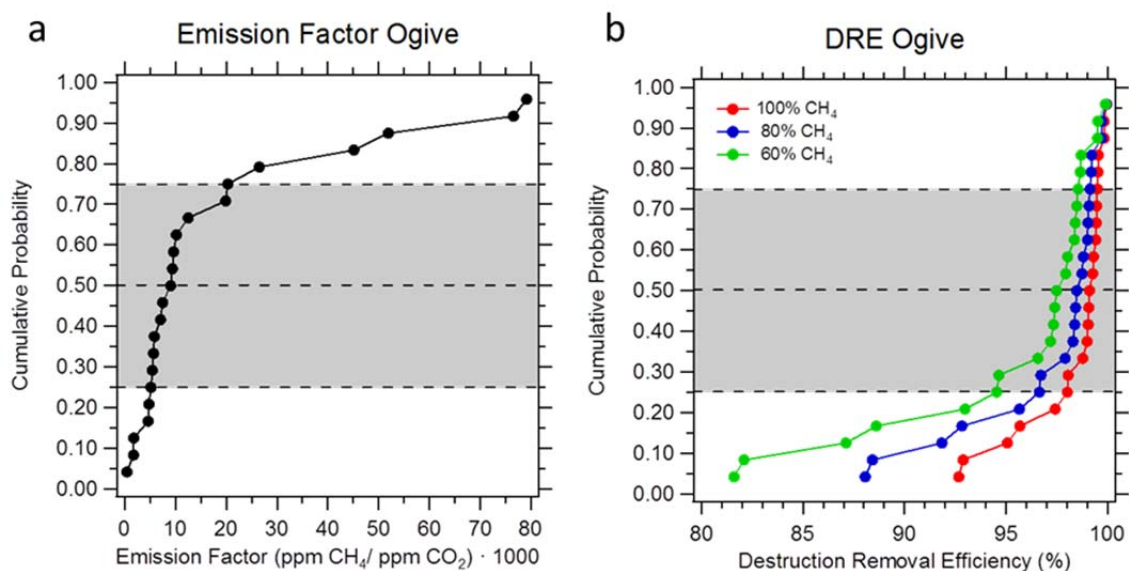 a
Emission Factor Ogive
Cumulative Probability
1.00
0.90
0.80
0.70
0.60
0.50
0.40
0.30
0.20
0.10
0.00
0 10 20 30 40 50 60 70 80
Emission Factor (ppm CH₄/ ppm CO₂) · 1000
b
DRE Ogive
Cumulative Probability
1.00
0.90
0.80
0.70
0.60
0.50
0.40
0.30
0.20
0.10
0.00
100% CH₄
80% CH₄
60% CH₄
80 85 90 95 100
Destruction Removal Efficiency (%)